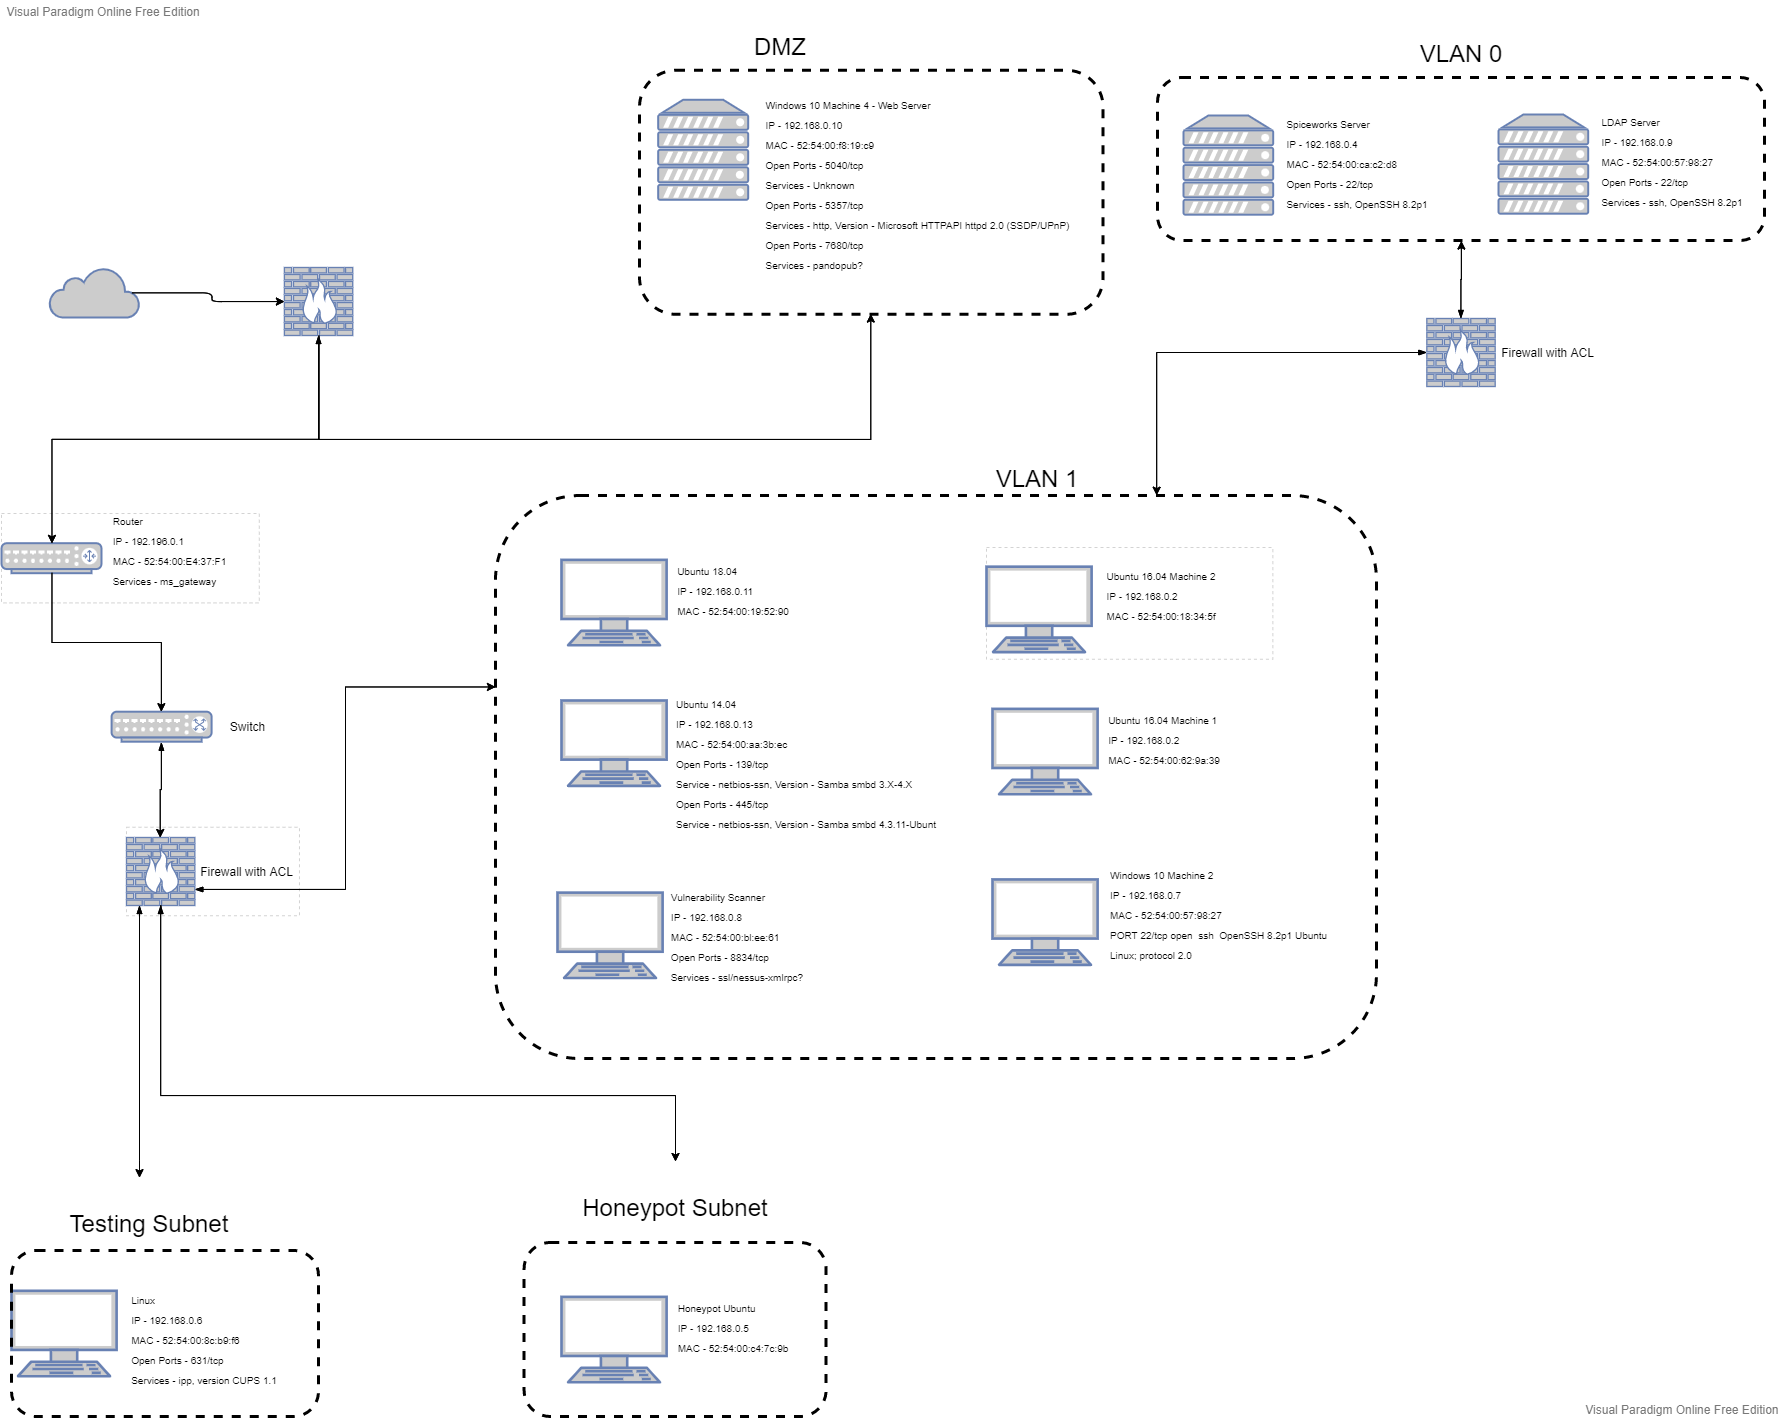 Visual Paradigm Online Free Edition
DMZ
Windows 10 Machine 4 - Web Server
IP - 192.168.0.10
MAC - 52:54:00:f8:19:c9
Open Ports - 5040/tcp
Services - Unknown
Open Ports - 5357/tcp
Services - http, Version - Microsoft HTTPAPI httpd 2.0 (SSDP/UPnP)
Open Ports - 7680/tcp
Services - pandopub?
VLAN 0
Spiceworks Server
IP - 192.168.0.4
MAC - 52:54:00:ca:c2:d8
Open Ports - 22/tcp
Services - ssh, OpenSSH 8.2p1
LDAP Server
IP - 192.168.0.9
MAC - 52:54:00:57:98:27
Open Ports - 22/tcp
Services - ssh, OpenSSH 8.2p1
Firewall with ACL
Router
IP - 192.196.0.1
MAC - 52:54:00:E4:37:F1
Services - ms_gateway
Switch
Firewall with ACL
VLAN 1
Ubuntu 18.04
IP - 192.168.0.11
MAC - 52:54:00:19:52:90
Ubuntu 16.04 Machine 2
IP - 192.168.0.2
MAC - 52:54:00:18:34:5f
Ubuntu 14.04
IP - 192.168.0.13
MAC - 52:54:00:aa:3b:ec
Open Ports - 139/tcp
Service - netbios-ssn, Version - Samba smbd 3.X-4.X
Open Ports - 445/tcp
Service - netbios-ssn, Version - Samba smbd 4.3.11-Ubunt
Ubuntu 16.04 Machine 1
IP - 192.168.0.2
MAC - 52:54:00:62:9a:39
Vulnerability Scanner
IP - 192.168.0.8
MAC - 52:54:00:bl:ee:61
Open Ports - 8834/tcp
Services - ssl/nessus-xmlrpc?
Windows 10 Machine 2
IP - 192.168.0.7
MAC - 52:54:00:57:98:27
PORT 22/tcp open  ssh  OpenSSH 8.2p1 Ubuntu
Linux; protocol 2.0
Testing Subnet
Linux
IP - 192.168.0.6
MAC - 52:54:00:8c:b9:f6
Open Ports - 631/tcp
Services - ipp, version CUPS 1.1
Honeypot Subnet
Honeypot Ubuntu
IP - 192.168.0.5
MAC - 52:54:00:c4:7c:9b
Visual Paradigm Online Free Edition